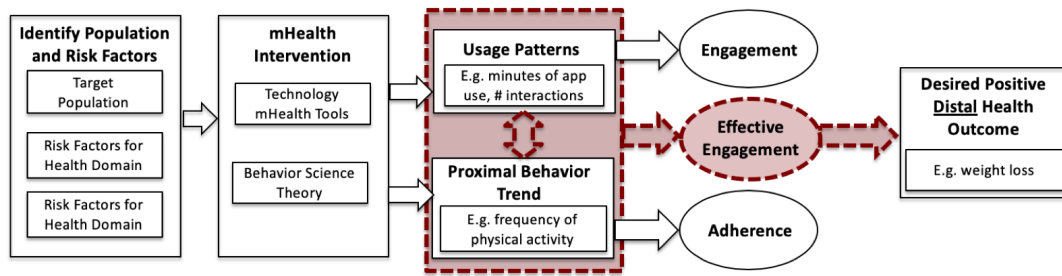 Identify Population
and Risk Factors
Target
Population
Risk Factors for
Health Domain
Risk Factors for
Health Domain
mHealth
Intervention
Technology
mHealth Tools
Behavior Science
Theory
Usage Patterns
E.g. minutes of app
use, # interactions
Proximal Behavior
Trend
E.g. frequency of
physical activity
Engagement
Effective
Engagement
Adherence
Desired Positive
Distal Health
Outcome
E.g. weight loss